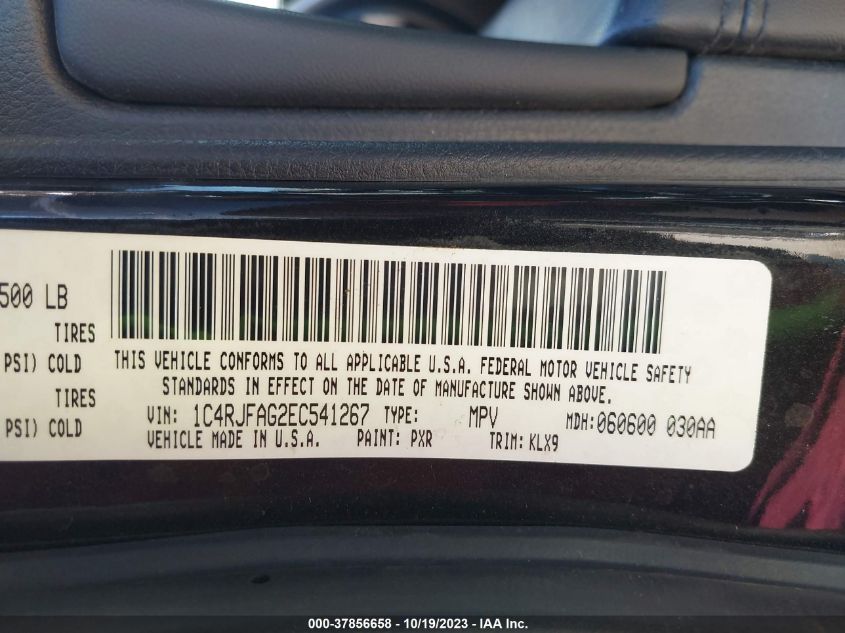 500 LB
TIRES
PSI) COLD
TIRES
PSI) COLD
THIS VEHICLE CONFORMS TO ALL APPLICABLE U.S.A. FEDERAL MOTOR VEHICLE SAFETY
STANDARDS IN EFFECT ON THE DATE OF MANUFACTURE SHOWN ABOVE.
VIN: 1C4RJFAG2EC541267 TYPE: MPV MDH:060600 030AA
VEHICLE MADE IN U.S.A. PAINT: PXR TRIM: KLX9
000-37856658 - 10/19/2023 - IAA Inc.